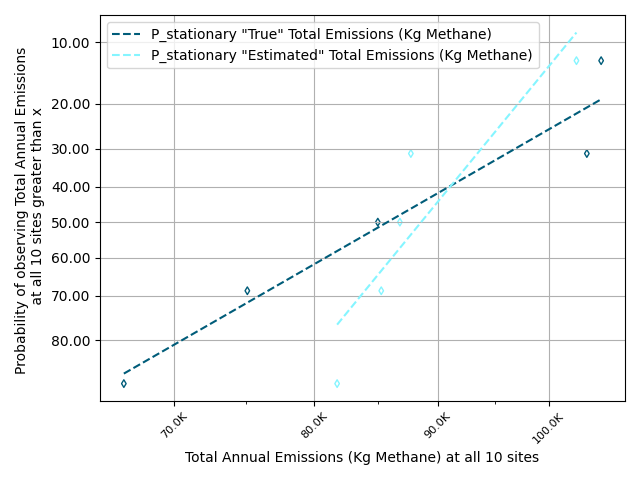 P_stationary "True" Total Emissions (Kg Methane)
P_stationary "Estimated" Total Emissions (Kg Methane)
Probability of observing Total Annual Emissions
at all 10 sites greater than x
10.00
20.00
30.00
40.00
50.00
60.00
70.00
80.00
70.0K
80.0K
90.0K
100.0K
Total Annual Emissions (Kg Methane) at all 10 sites